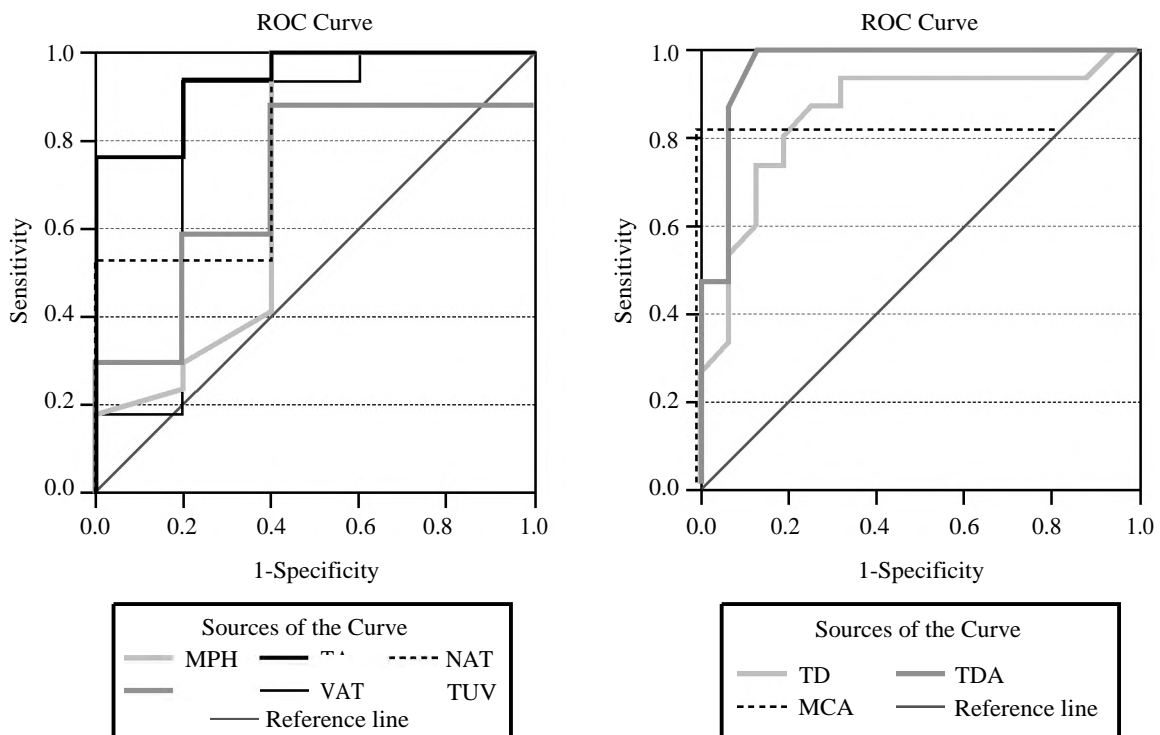 ROC Curve
1.0
0.8
0.6
0.4
0.2
0.0
Sensitivity
0.0 0.2 0.4 0.6 0.8 1.0
1-Specificity
Sources of the Curve
MPH NAT
VAT TUV
Reference line
ROC Curve
1.0
0.8
0.6
0.4
0.2
0.0
Sensitivity
0.0 0.2 0.4 0.6 0.8 1.0
1-Specificity
Sources of the Curve
TD TDA
MCA Reference line